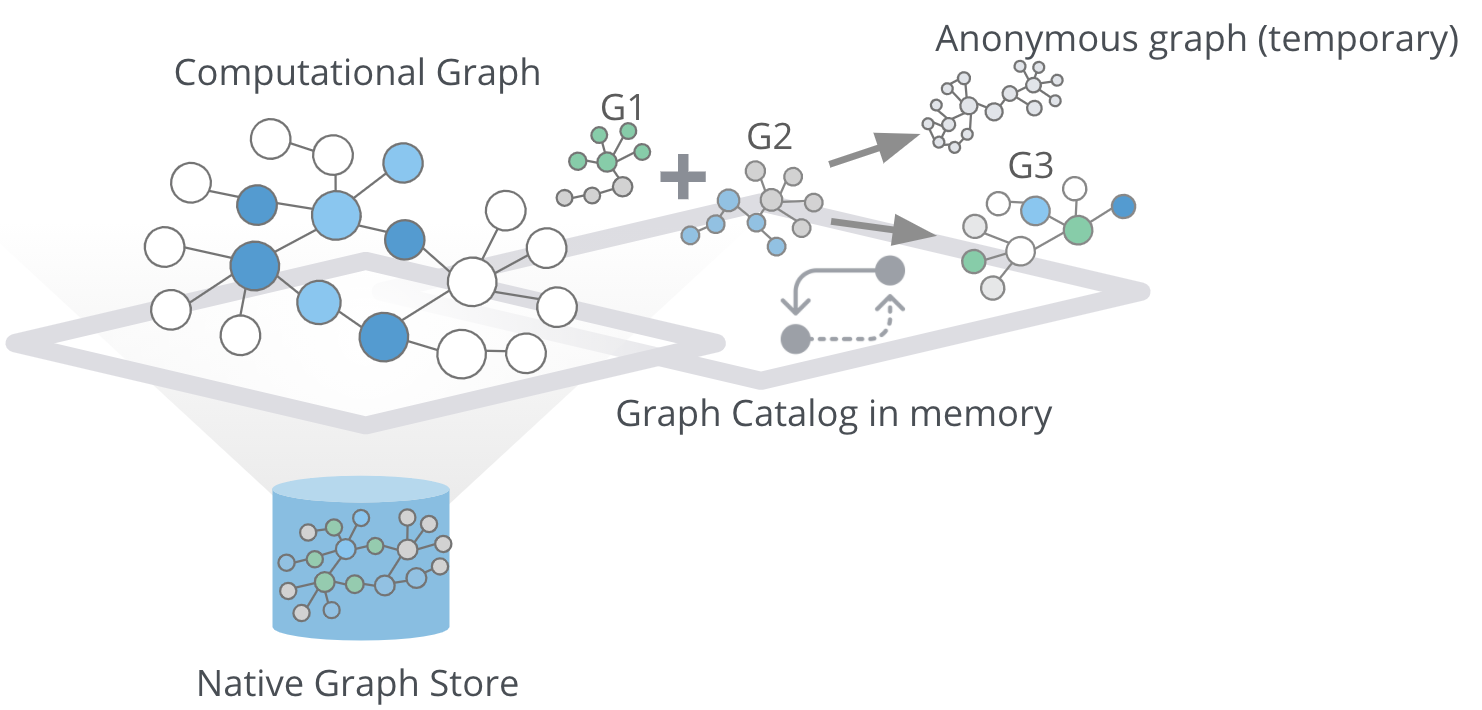 Anonymous graph (temporary)
Computational Graph
G1
G2
G3
Graph Catalog in memory
Native Graph Store